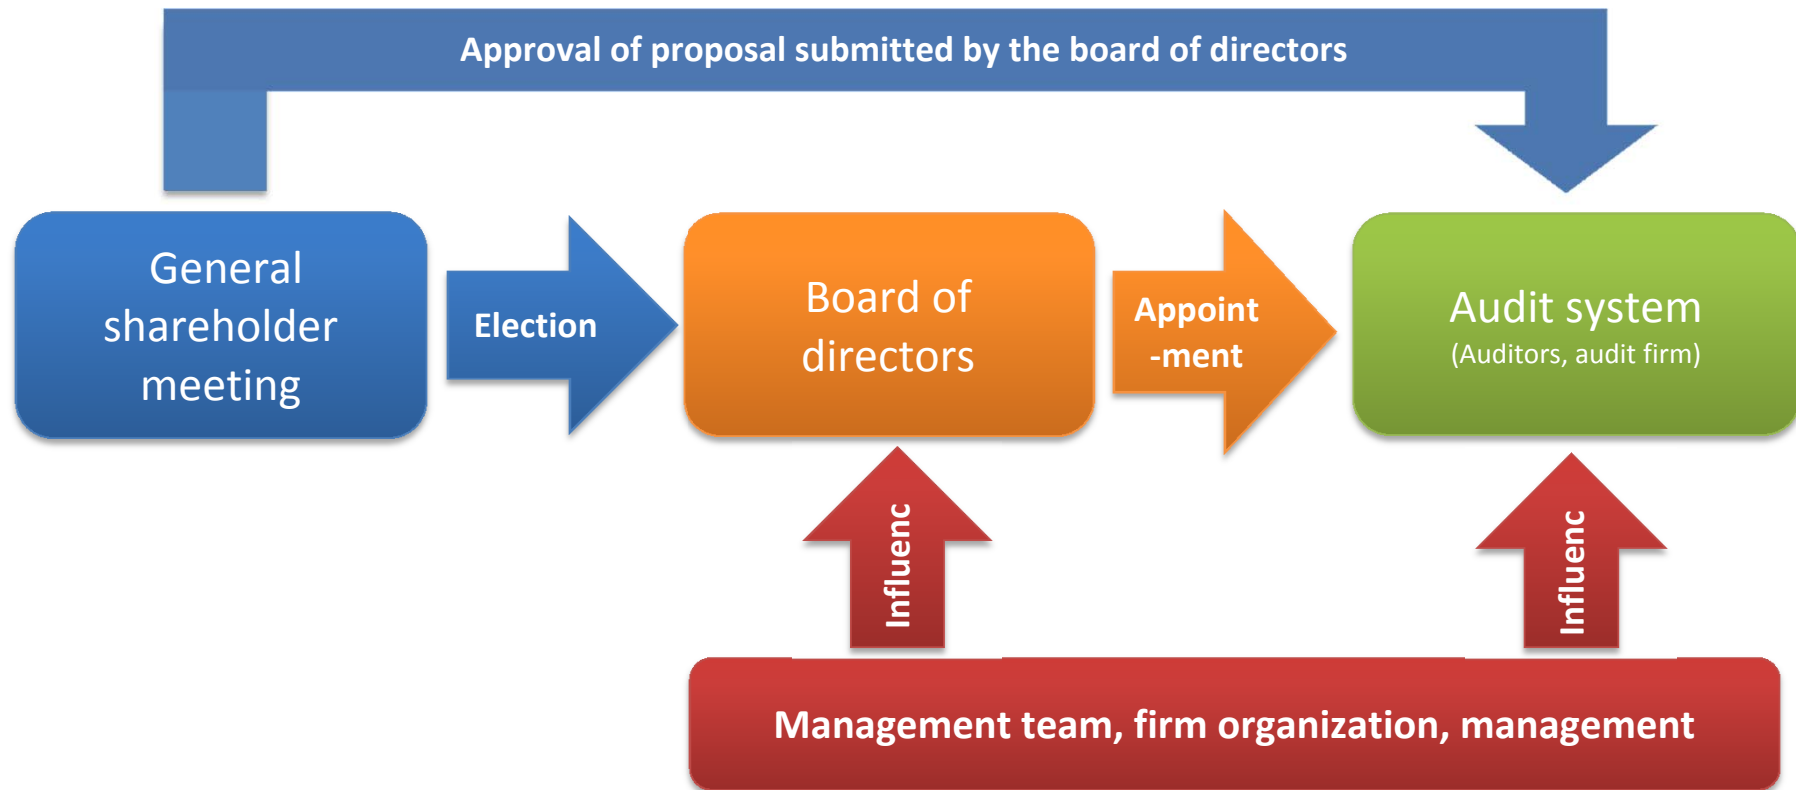 Approval of proposal submitted by the board of directors
General
shareholder
meeting
Election
Board of
directors
Appoint
-ment
Audit system
(Auditors, audit firm)
Influenc
Influenc
Management team, firm organization, management